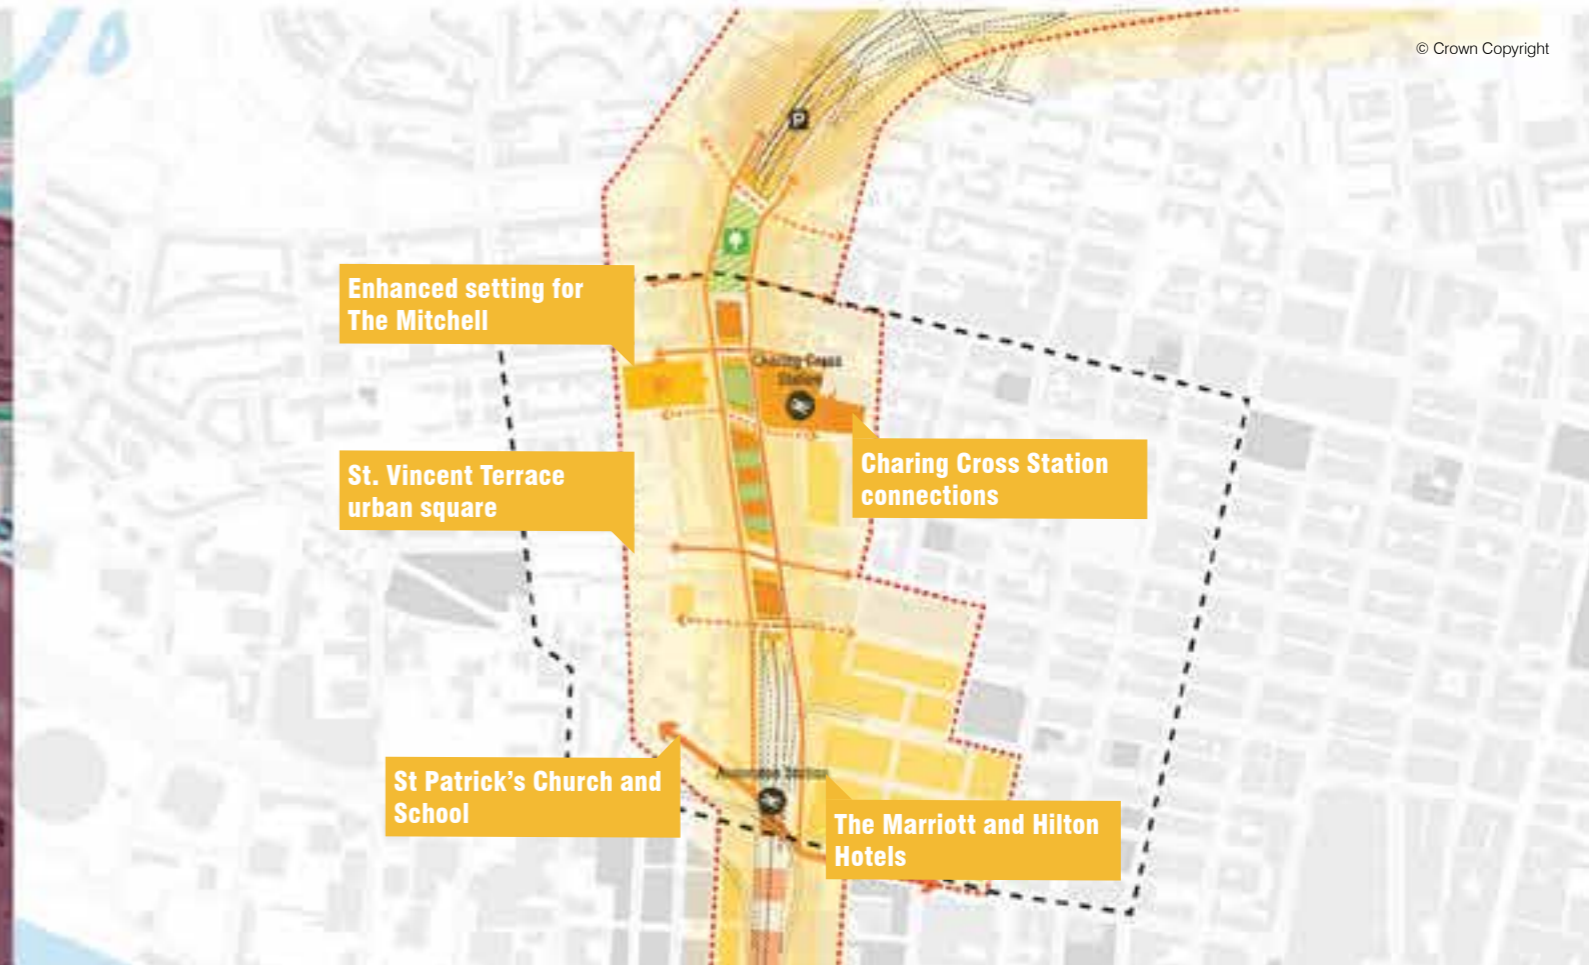 © Crown Copyright
P
Enhanced setting for
The Mitchell
Charing Cross
Station
St. Vincent Terrace
urban square
Charing Cross Station
connections
St Patrick's Church and
School
Station
The Marriott and Hilton
Hotels